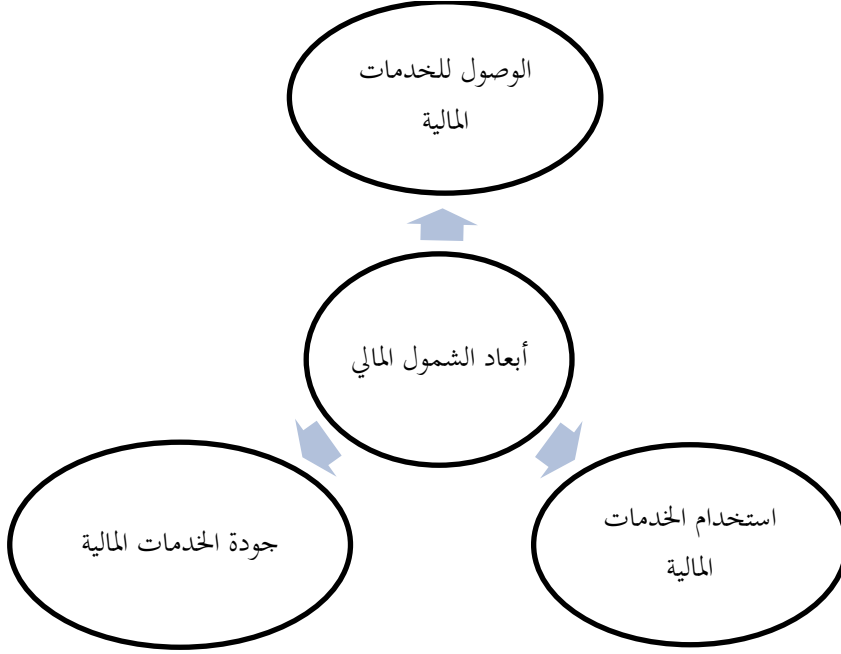 الوصول للخدمات
المالية
أبعاد الشمول المالي
استخدام الخدمات
المالية
جودة الخدمات المالية